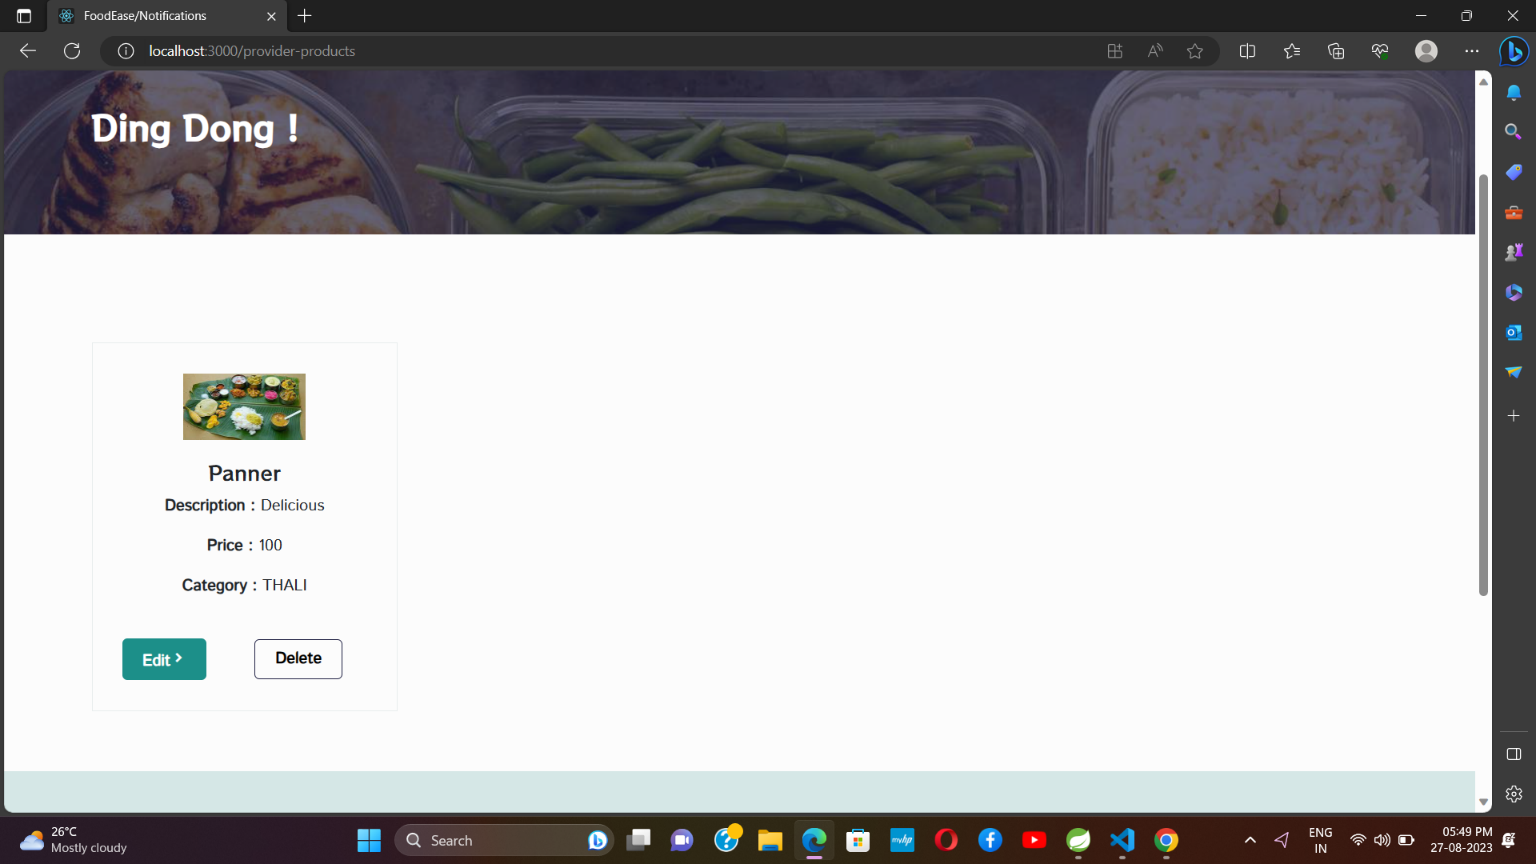 FoodEase/Notifications
localhost:3000/provider-products
Ding Dong !
Panner
Description : Delicious
Price : 100
Category : THALI
Edit
Delete
26°C
Mostly cloudy
Search
myhp
ENG
IN
05:49 PM
27-08-2023